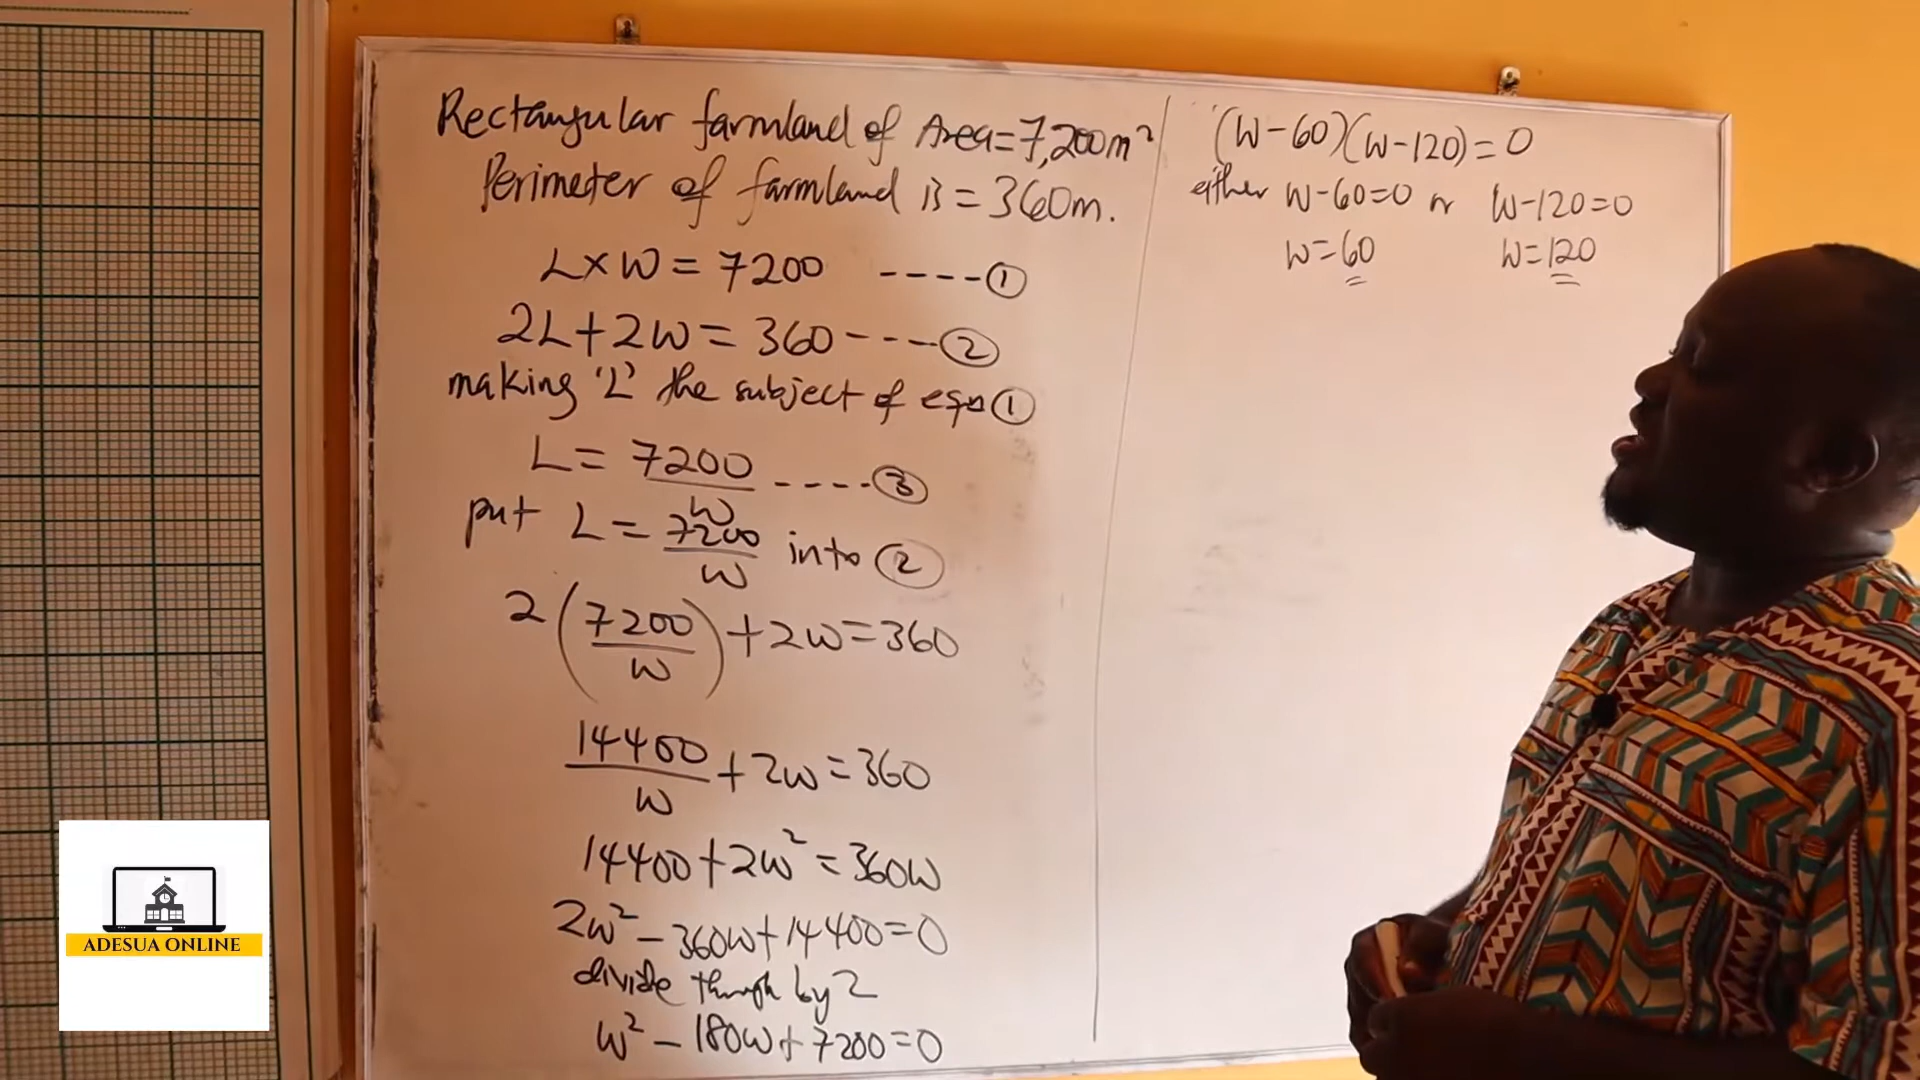 Rectangular farmland of Area=7,200m²
Perimeter of farmland is = 360m.
L×W = 7200 ----①
2L+2W = 360 ---②
making 'L' the subject of eqn ①
L = 7200/W ----③
put L = 7200/W into ②
2(7200/W)+2W=360
14400/W+2W=360
14400+2W²=360W
2W²-360W+14400=0
divide through by 2
W²-180W+7200=0
(W-60)(W-120)=0
either W-60=0 or W-120=0
W=60 W=120
ADESUA ONLINE